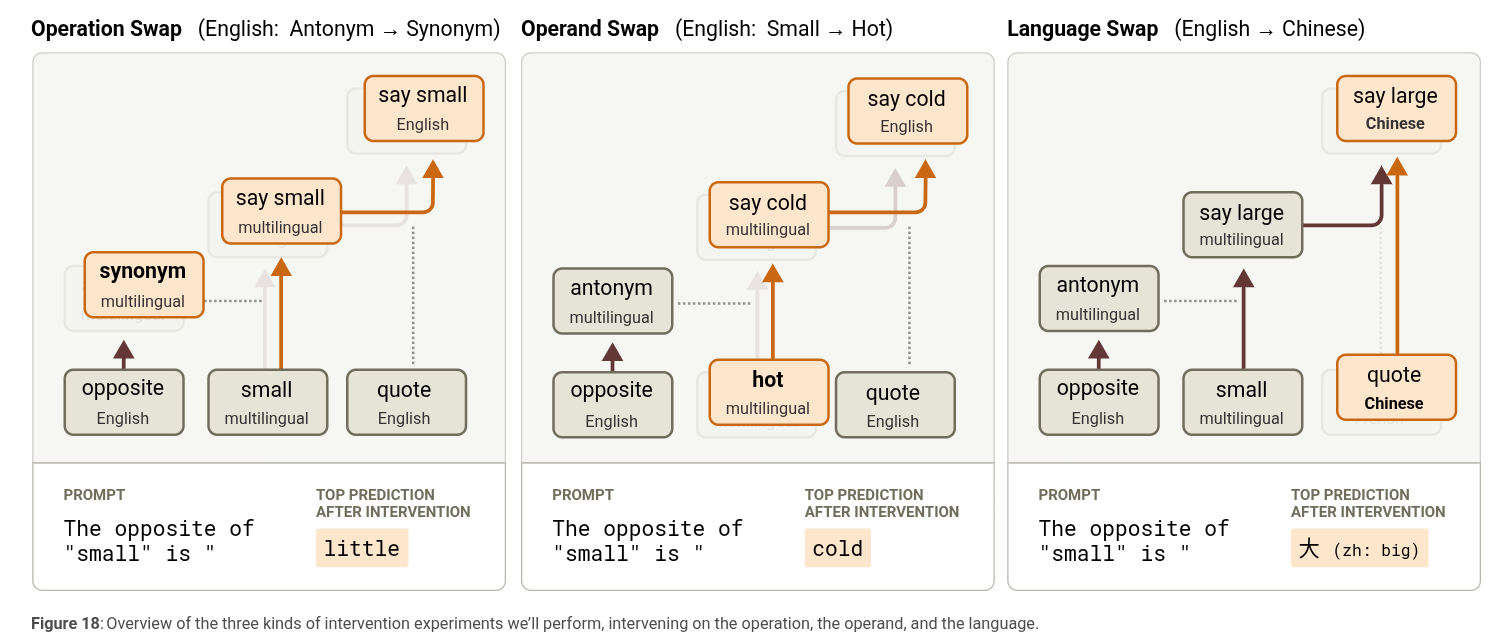 Operation Swap (English: Antonym → Synonym)
say small
English
say small
multilingual
synonym
multilingual
opposite
English
small
multilingual
quote
English
PROMPT
The opposite of
"small" is "
TOP PREDICTION
AFTER INTERVENTION
little
Operand Swap (English: Small → Hot)
say cold
English
say cold
multilingual
antonym
multilingual
opposite
English
hot
multilingual
quote
English
PROMPT
The opposite of
"small" is "
TOP PREDICTION
AFTER INTERVENTION
cold
Language Swap (English → Chinese)
say large
Chinese
say large
multilingual
antonym
multilingual
opposite
English
small
multilingual
quote
Chinese
PROMPT
The opposite of
"small" is "
TOP PREDICTION
AFTER INTERVENTION
大 (zh: big)
Figure 18: Overview of the three kinds of intervention experiments we’ll perform, intervening on the operation, the operand, and the language.